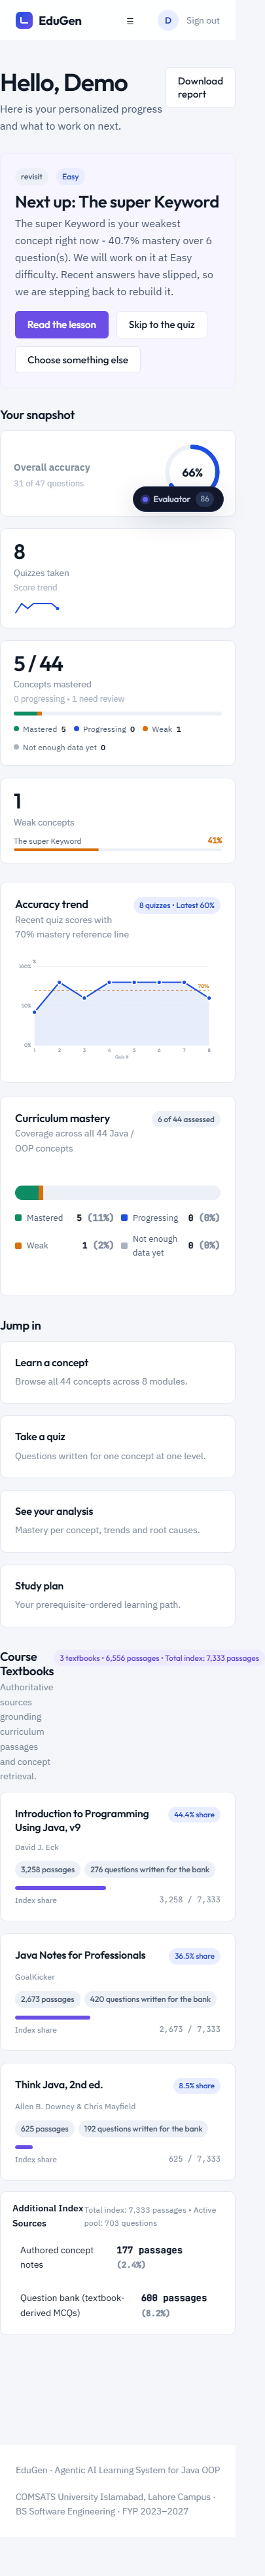 EduGen
☰
D
Sign out
Hello, Demo
Download
report
Here is your personalized progress
and what to work on next.
revisit
Easy
Next up: The super Keyword
The super Keyword is your weakest
concept right now - 40.7% mastery over 6
question(s). We will work on it at Easy
difficulty. Recent answers have slipped, so
we are stepping back to rebuild it.
Read the lesson
Skip to the quiz
Choose something else
Your snapshot
Overall accuracy
31 of 47 questions
66%
Evaluator 86
8
Quizzes taken
Score trend
5 / 44
Concepts mastered
0 progressing • 1 need review
Mastered 5
Progressing 0
Weak 1
Not enough data yet 0
1
Weak concepts
The super Keyword 41%
Accuracy trend
8 quizzes • Latest 60%
Recent quiz scores with
70% mastery reference line
%
100%
70%
50%
0%
1 2 3 4 5 6 7 8
Quiz #
Curriculum mastery
6 of 44 assessed
Coverage across all 44 Java /
OOP concepts
Mastered 5 (11%)
Progressing 0 (0%)
Weak 1 (2%)
Not enough
data yet 0 (0%)
Jump in
Learn a concept
Browse all 44 concepts across 8 modules.
Take a quiz
Questions written for one concept at one level.
See your analysis
Mastery per concept, trends and root causes.
Study plan
Your prerequisite-ordered learning path.
Course
Textbooks
3 textbooks • 6,556 passages • Total index: 7,333 passages
Authoritative
sources
grounding
curriculum
passages
and concept
retrieval.
Introduction to Programming
Using Java, v9
44.4% share
David J. Eck
3,258 passages
276 questions written for the bank
Index share 3,258 / 7,333
Java Notes for Professionals
36.5% share
GoalKicker
2,673 passages
420 questions written for the bank
Index share 2,673 / 7,333
Think Java, 2nd ed.
8.5% share
Allen B. Downey & Chris Mayfield
625 passages
192 questions written for the bank
Index share 625 / 7,333
Additional Index
Sources
Total index: 7,333 passages • Active
pool: 703 questions
Authored concept
notes
177 passages
(2.4%)
Question bank (textbook-
derived MCQs)
600 passages
(8.2%)
EduGen · Agentic AI Learning System for Java OOP
COMSATS University Islamabad, Lahore Campus ·
BS Software Engineering · FYP 2023–2027